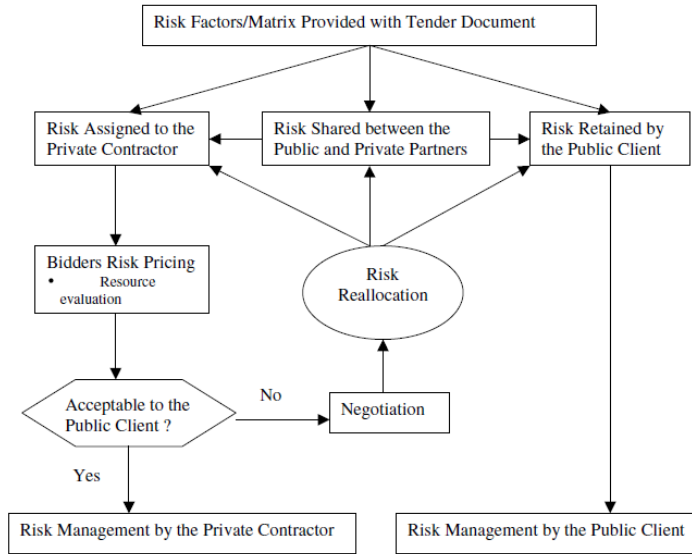 Risk Factors/Matrix Provided with Tender Document
Risk Assigned to the
Private Contractor
Risk Shared between the
Public and Private Partners
Risk Retained by
the Public Client
Bidders Risk Pricing
• Resource
evaluation
Risk
Reallocation
Acceptable to the
Public Client ?
No
Negotiation
Yes
Risk Management by the Private Contractor
Risk Management by the Public Client